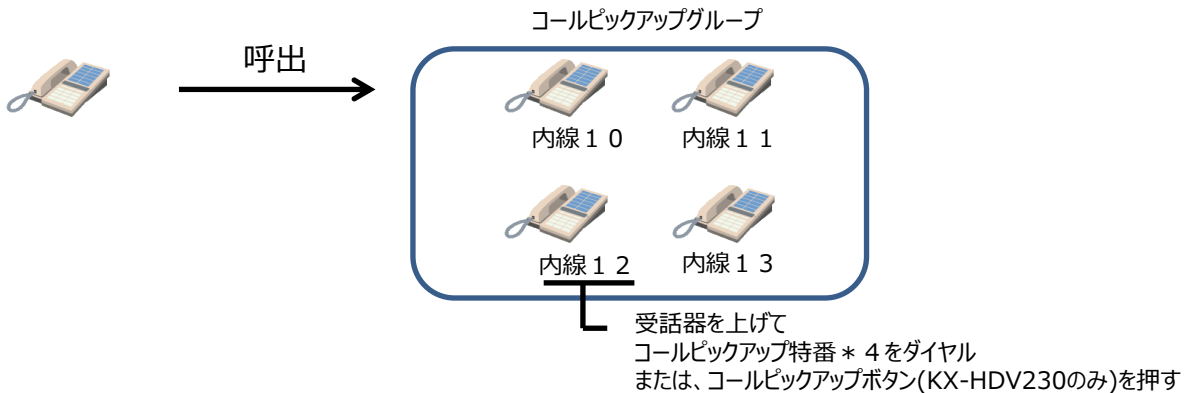 コールピックアップグループ
呼出
内線１０
内線１１
内線１２
内線１３
受話器を上げて
コールピックアップ特番＊４をダイヤル
または、コールピックアップボタン(KX-HDV230のみ)を押す